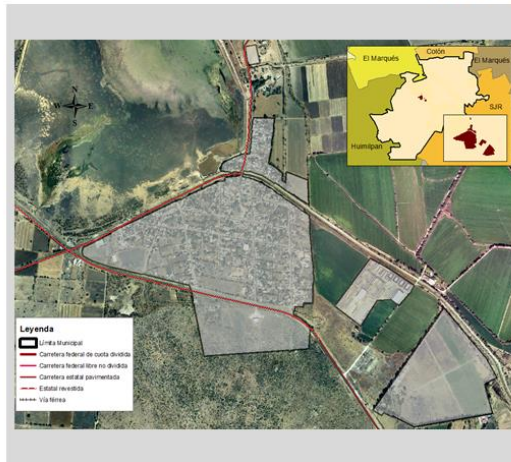 El Marqués
Colón
El Marqués
SJR
Huimilpan
N
W
E
S
Leyenda
Límite Municipal
Carretera federal de cuota dividida
Carretera federal libre no dividida
Carretera estatal pavimentada
Estatal revestida
Vía férrea